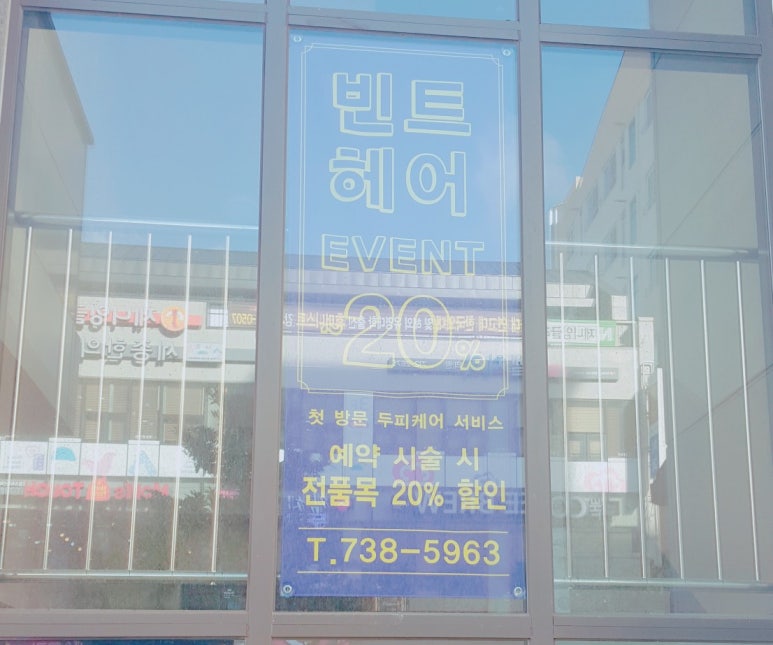 빈트
헤어
EVENT
20%
첫 방문 두피케어 서비스
예약 시술 시
전품목 20% 할인
T.738-5963